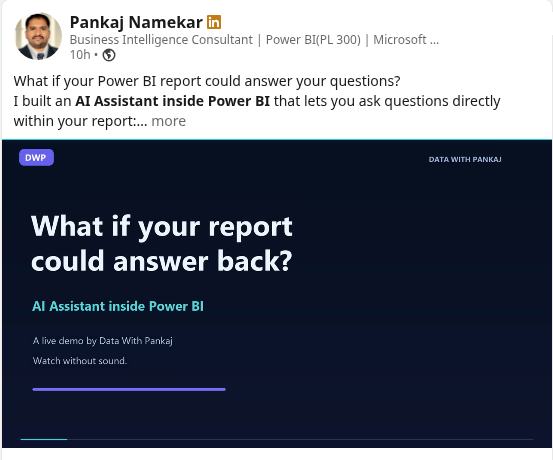 Pankaj Namekar in
Business Intelligence Consultant | Power BI(PL 300) | Microsoft ...
10h •
What if your Power BI report could answer your questions?
I built an AI Assistant inside Power BI that lets you ask questions directly
within your report:... more
DWP
DATA WITH PANKAJ
What if your report
could answer back?
AI Assistant inside Power BI
A live demo by Data With Pankaj
Watch without sound.